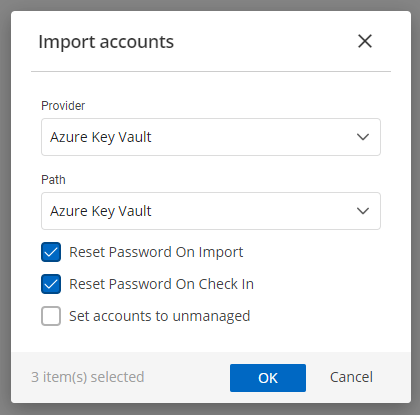 Import accounts
Provider
Azure Key Vault
Path
Azure Key Vault
Reset Password On Import
Reset Password On Check In
Set accounts to unmanaged
3 item(s) selected
OK
Cancel